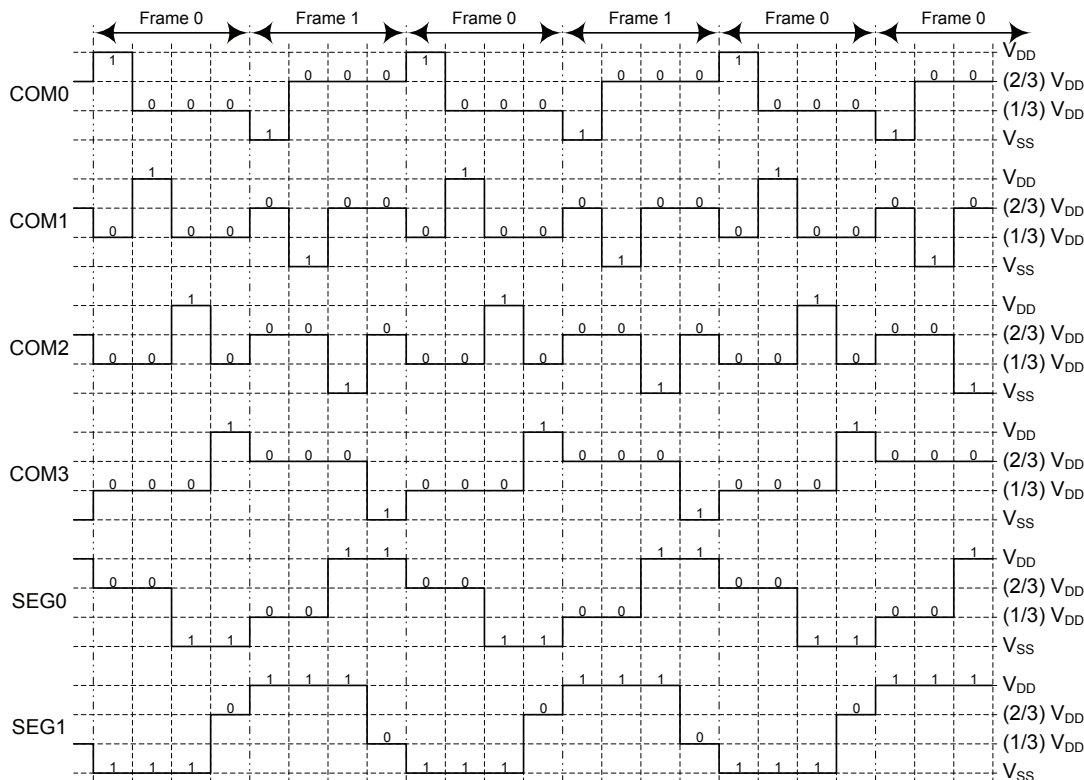 Frame 0 Frame 1 Frame 0 Frame 1 Frame 0 Frame 0
COM0
1 0 0 0 1 0 0 0 1 0 0 0 1 0 0 0 1 0 0 0 1 0 0
V_DD
(2/3) V_DD
(1/3) V_DD
V_SS
COM1
0 1 0 0 0 1 0 0 0 1 0 0 0 1 0 0 0 1 0 0 0 1 0
V_DD
(2/3) V_DD
(1/3) V_DD
V_SS
COM2
0 0 1 0 0 0 1 0 0 0 1 0 0 0 1 0 0 0 1 0 0 0 1
V_DD
(2/3) V_DD
(1/3) V_DD
V_SS
COM3
0 0 0 1 0 0 0 1 0 0 0 1 0 0 0 1 0 0 0 1 0 0 0
V_DD
(2/3) V_DD
(1/3) V_DD
V_SS
SEG0
0 0 1 1 0 0 1 1 0 0 1 1 0 0 1 1 0 0 1 1 0 0 1
V_DD
(2/3) V_DD
(1/3) V_DD
V_SS
SEG1
1 1 1 0 1 1 1 0 1 1 1 0 1 1 1 0 1 1 1 0 1 1 1
V_DD
(2/3) V_DD
(1/3) V_DD
V_SS